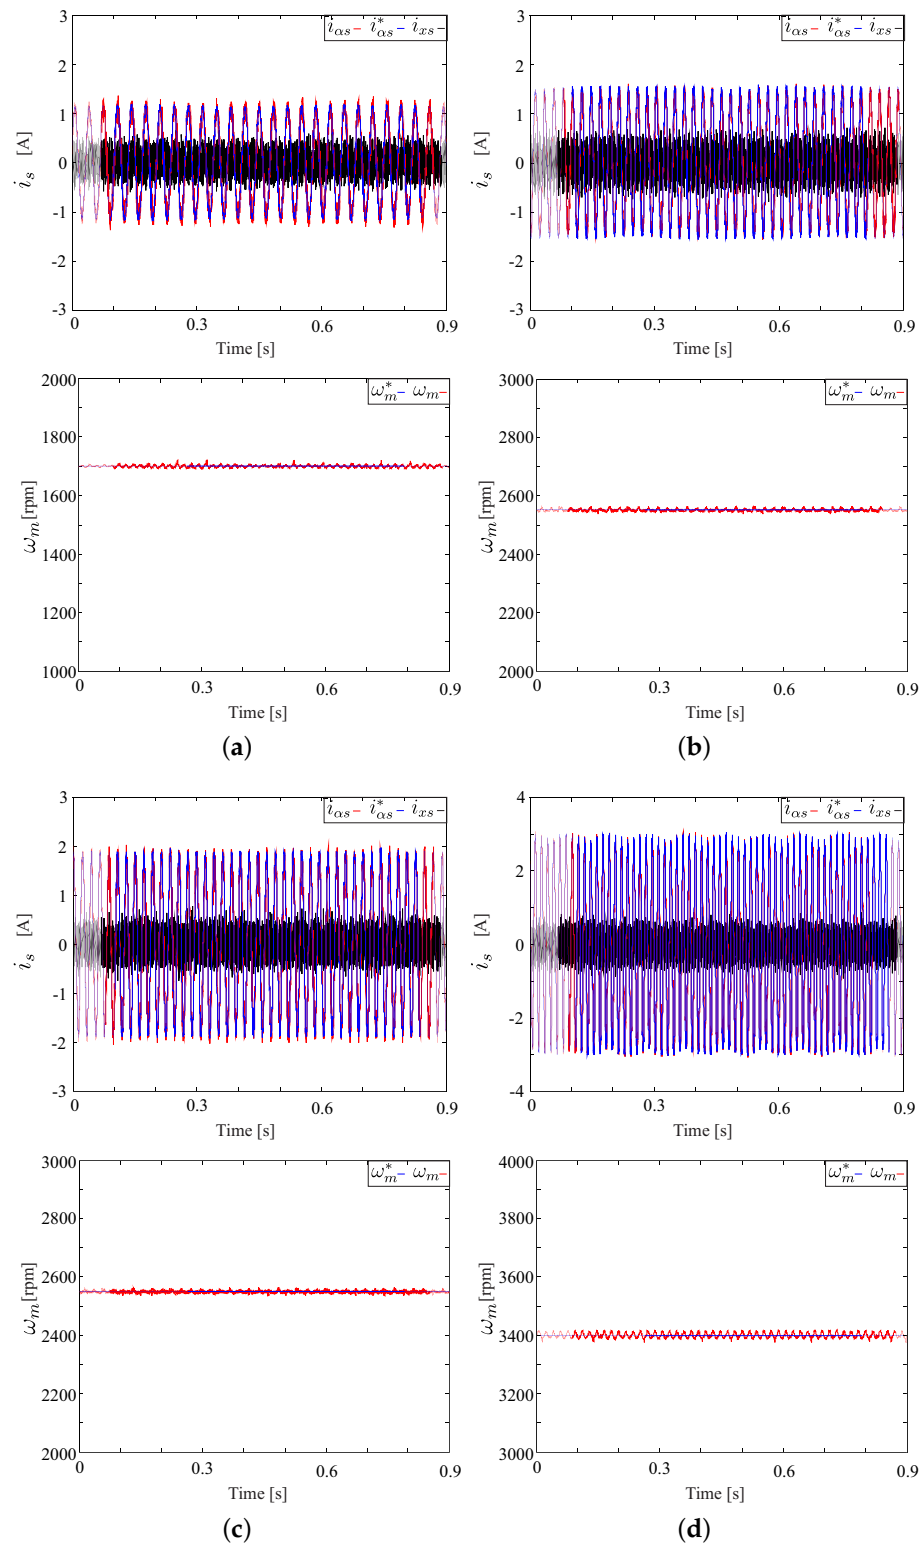 3
2
1
0
-1
-2
-3
i_s [A]
i_{αs} i*_{αs} i_{xs}
0 0.3 0.6 0.9
Time [s]
3
2
1
0
-1
-2
-3
i_s [A]
i_{αs} i*_{αs} i_{xs}
0 0.3 0.6 0.9
Time [s]
2000
1800
1600
1400
1200
1000
ω_m [rpm]
ω*_m ω_m
0 0.3 0.6 0.9
Time [s]
(a)
3000
2800
2600
2400
2200
2000
ω_m [rpm]
ω*_m ω_m
0 0.3 0.6 0.9
Time [s]
(b)
3
2
1
0
-1
-2
-3
i_s [A]
i_{αs} i*_{αs} i_{xs}
0 0.3 0.6 0.9
Time [s]
4
2
0
-2
-4
i_s [A]
i_{αs} i*_{αs} i_{xs}
0 0.3 0.6 0.9
Time [s]
3000
2800
2600
2400
2200
2000
ω_m [rpm]
ω*_m ω_m
0 0.3 0.6 0.9
Time [s]
(c)
4000
3800
3600
3400
3200
3000
ω_m [rpm]
ω*_m ω_m
0 0.3 0.6 0.9
Time [s]
(d)